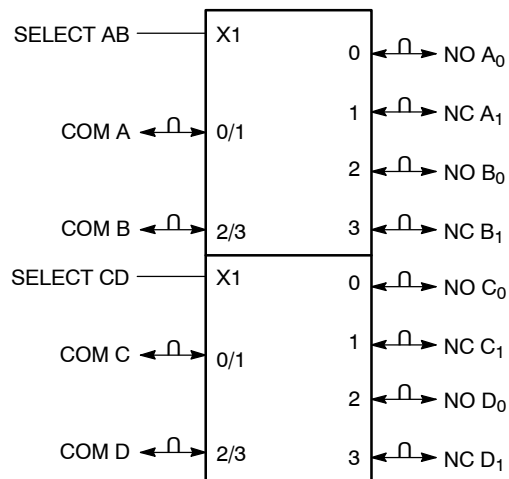 SELECT AB X1
0 NO A0
1 NC A1
COM A 0/1
2 NO B0
COM B 2/3 3 NC B1
SELECT CD X1 0 NO C0
1 NC C1
COM C 0/1
2 NO D0
COM D 2/3 3 NC D1